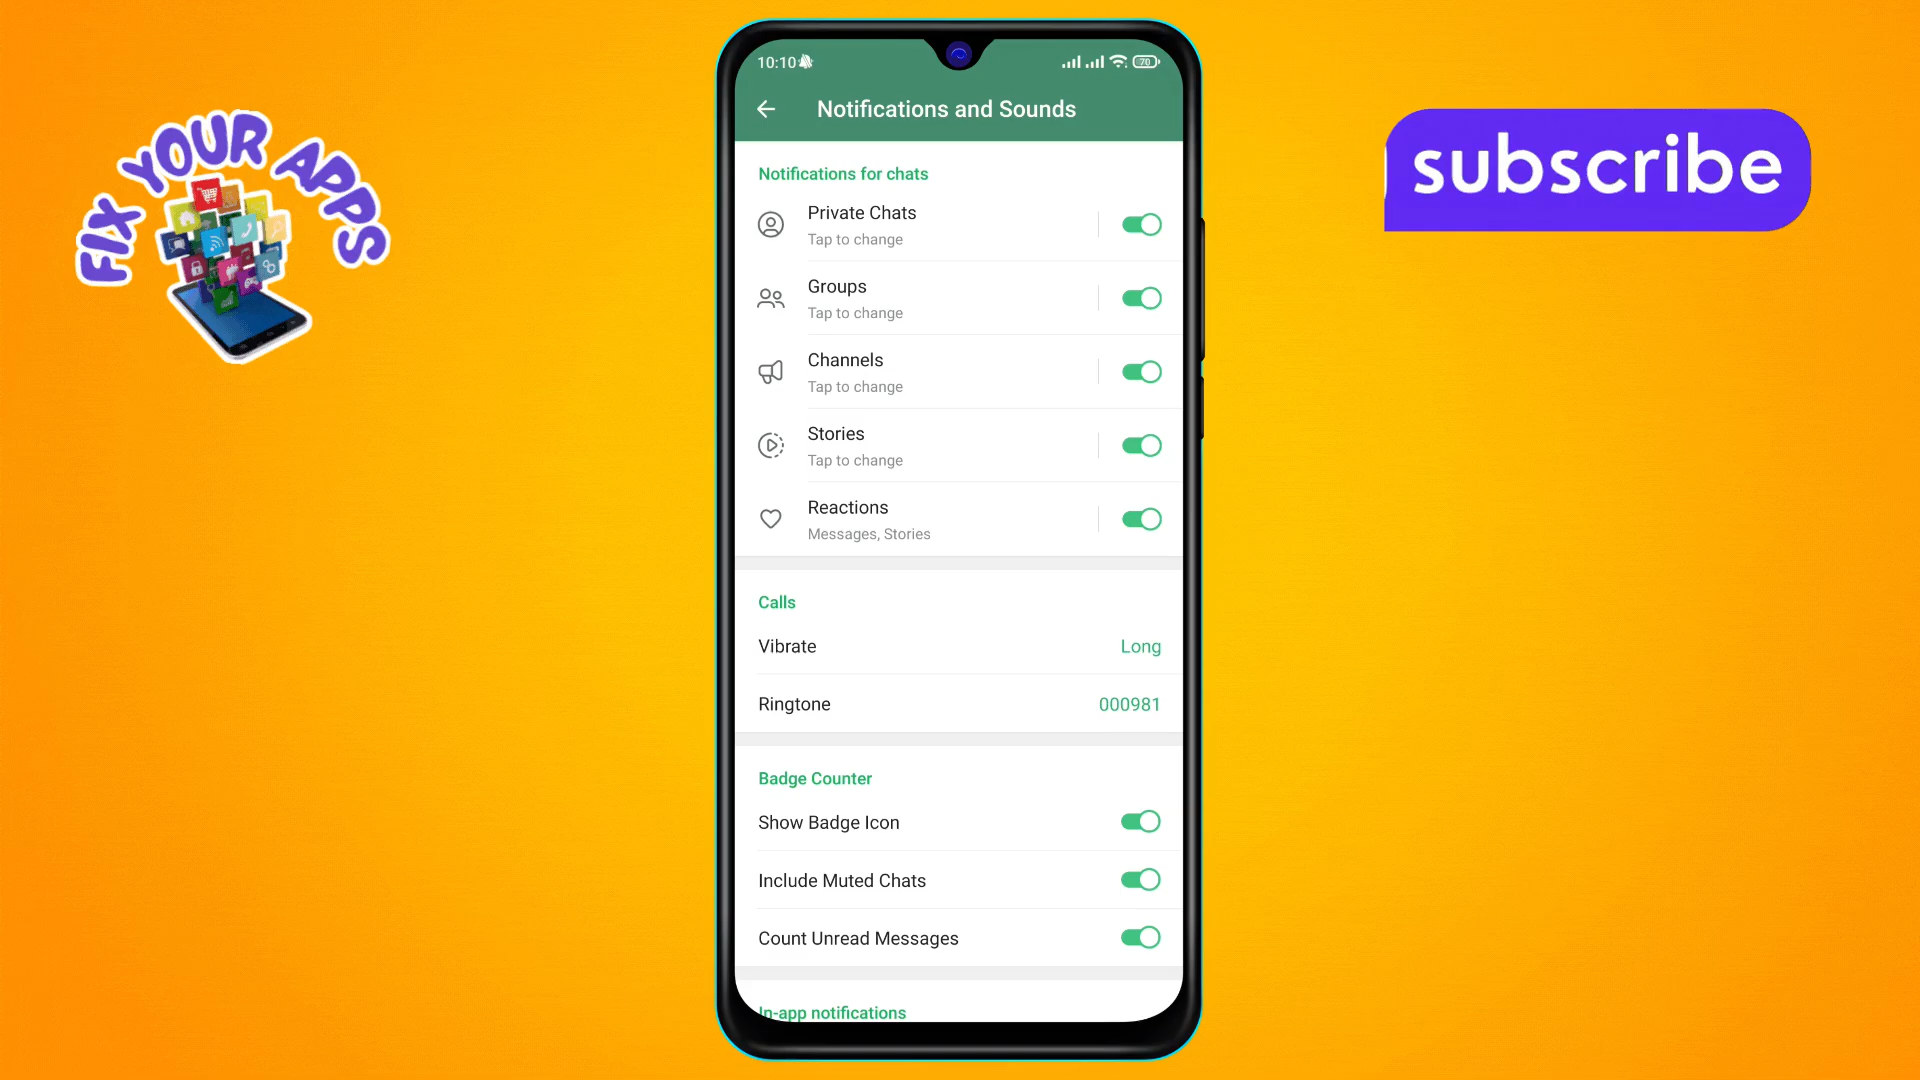 FIX YOUR APPS
subscribe
10:10
70
Notifications and Sounds
Notifications for chats
Private Chats
Tap to change
Groups
Tap to change
Channels
Tap to change
Stories
Tap to change
Reactions
Messages, Stories
Calls
Vibrate Long
Ringtone 000981
Badge Counter
Show Badge Icon
Include Muted Chats
Count Unread Messages
In-app notifications